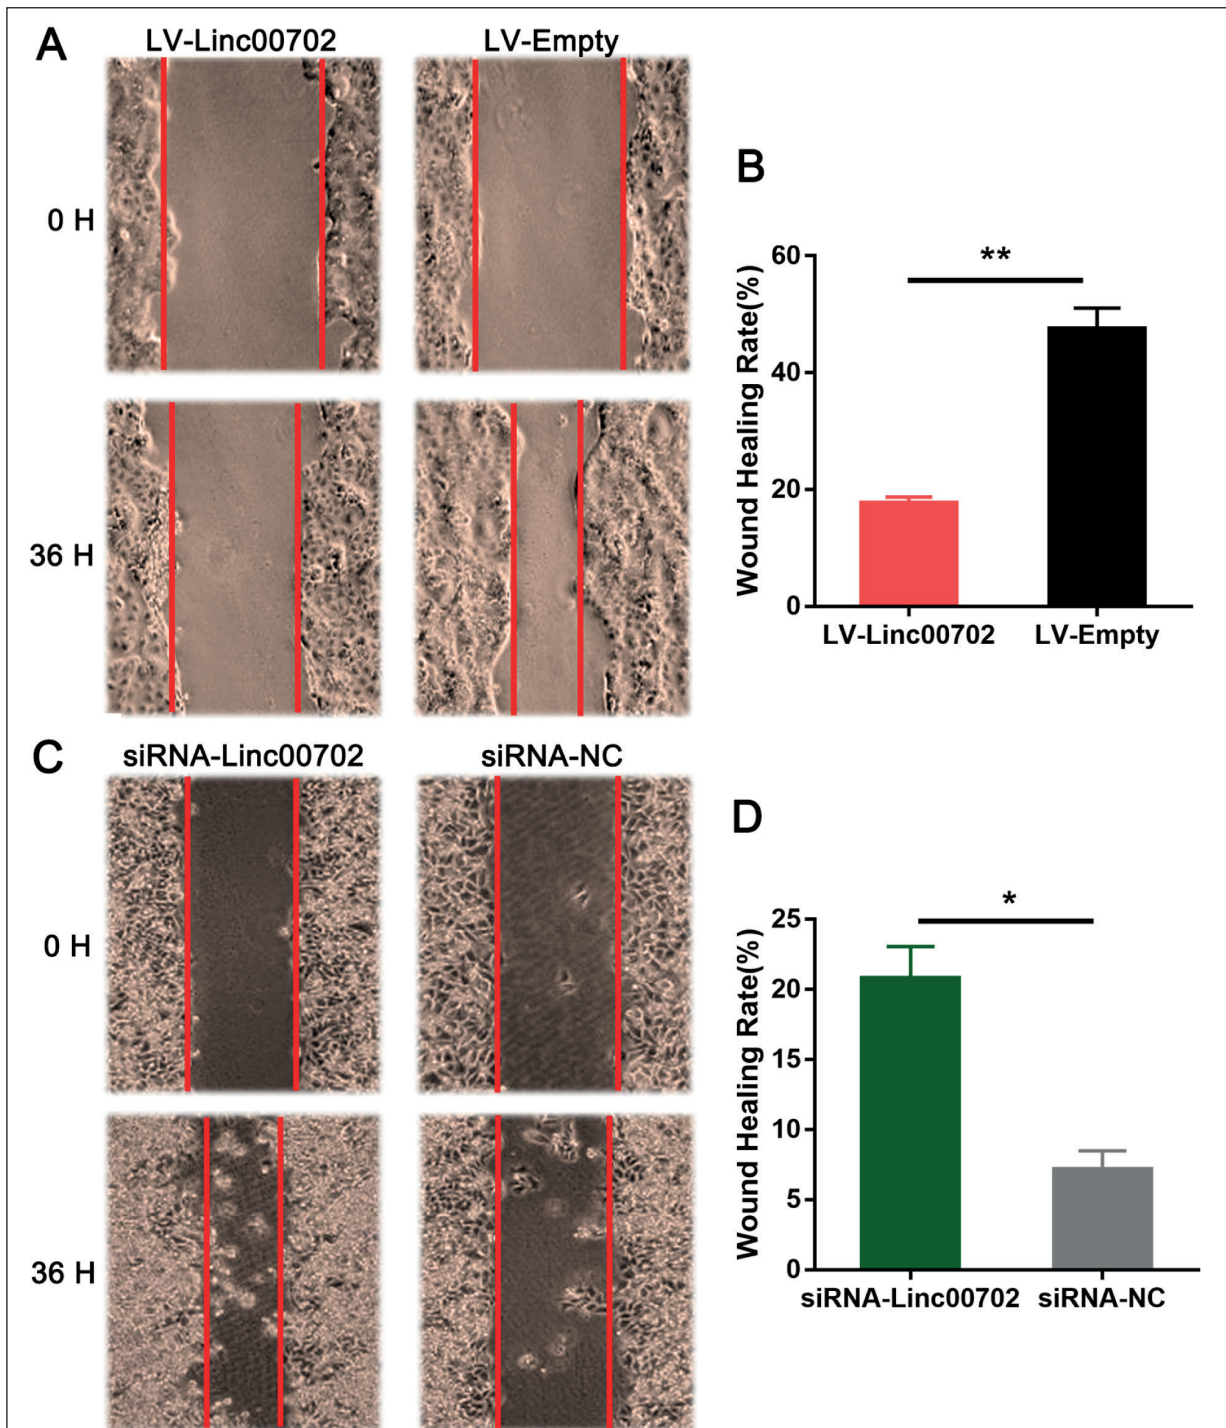 A
LV-Linc00702
LV-Empty
0 H
36 H
B
Wound Healing Rate(%)
60
40
20
0
**
LV-Linc00702
LV-Empty
C
siRNA-Linc00702
siRNA-NC
0 H
36 H
D
Wound Healing Rate(%)
25
20
15
10
5
0
*
siRNA-Linc00702
siRNA-NC